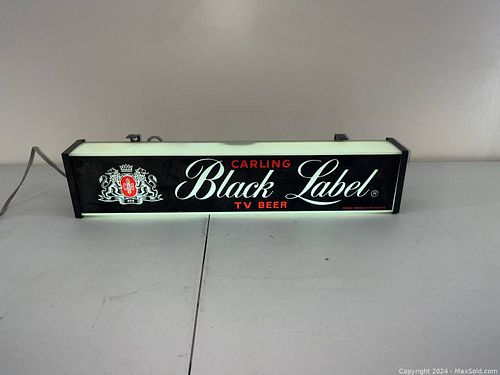 CARLING
Black Label ®
TV BEER
Copyright 2024 - MaxSold.com